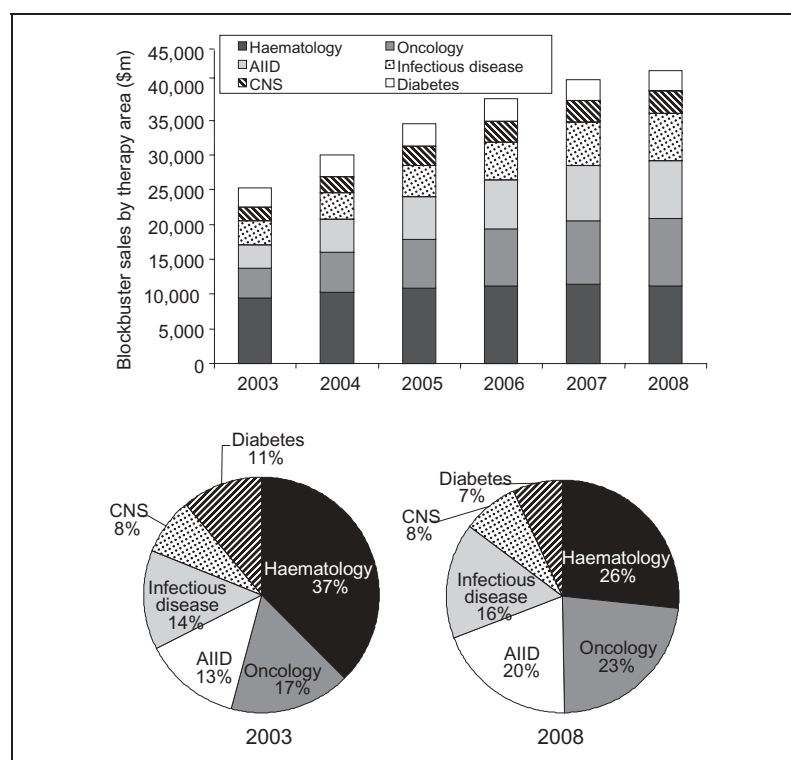 Blockbuster sales by therapy area ($m)
45,000
40,000
35,000
30,000
25,000
20,000
15,000
10,000
5,000
0
Haematology
Oncology
AIID
Infectious disease
CNS
Diabetes
2003
2004
2005
2006
2007
2008
Diabetes
11%
CNS
8%
Infectious
disease
14%
AIID
13%
Oncology
17%
Haematology
37%
2003
Diabetes
7%
CNS
8%
Infectious
disease
16%
AIID
20%
Oncology
23%
Haematology
26%
2008